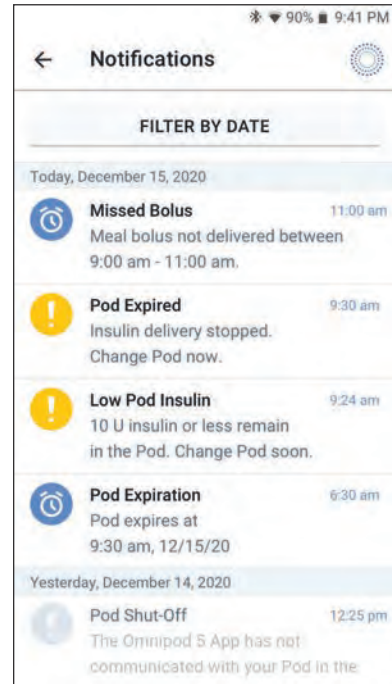 90% 9:41 PM
Notifications
FILTER BY DATE
Today, December 15, 2020
Missed Bolus 11:00 am
Meal bolus not delivered between
9:00 am - 11:00 am.
Pod Expired 9:30 am
Insulin delivery stopped.
Change Pod now.
Low Pod Insulin 9:24 am
10 U insulin or less remain
in the Pod. Change Pod soon.
Pod Expiration 6:30 am
Pod expires at
9:30 am, 12/15/20
Yesterday, December 14, 2020
Pod Shut-Off 12:25 pm
The Omnipod 5 App has not
communicated with your Pod in the